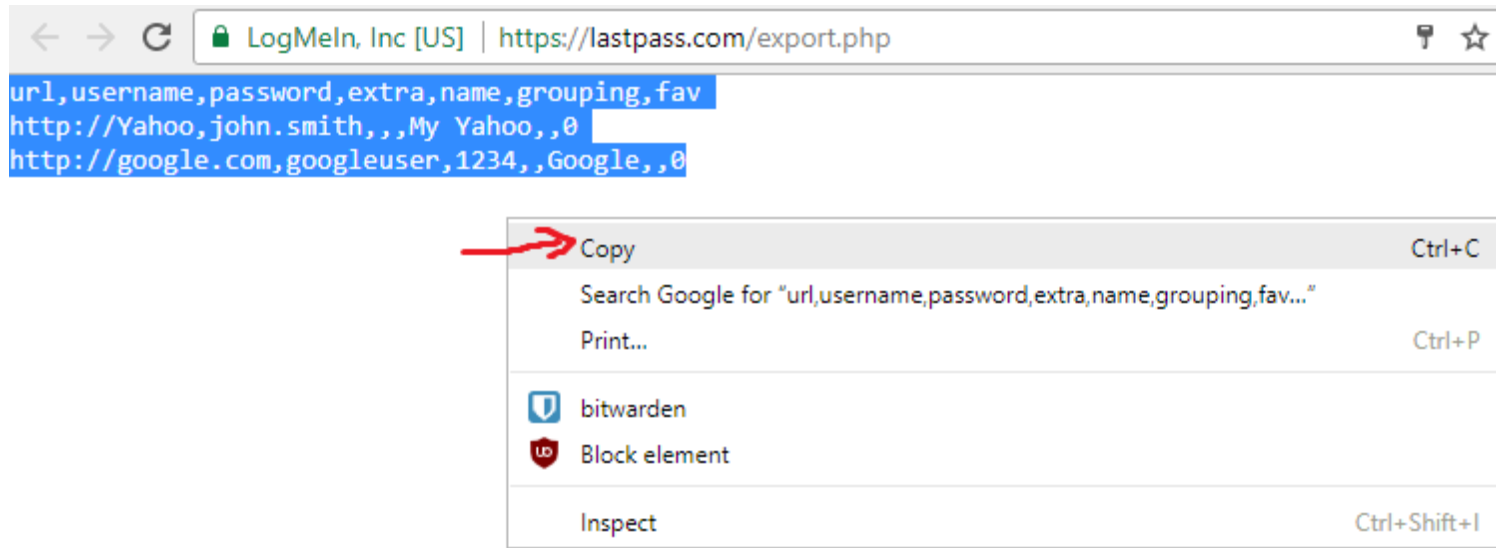 LogMeIn, Inc [US] | https://lastpass.com/export.php
url,username,password,extra,name,grouping,fav
http://Yahoo,john.smith,,,My Yahoo,,0
http://google.com,googleuser,1234,,Google,,0
Copy Ctrl+C
Search Google for “url,username,password,extra,name,grouping,fav...”
Print... Ctrl+P
bitwarden
Block element
Inspect Ctrl+Shift+I